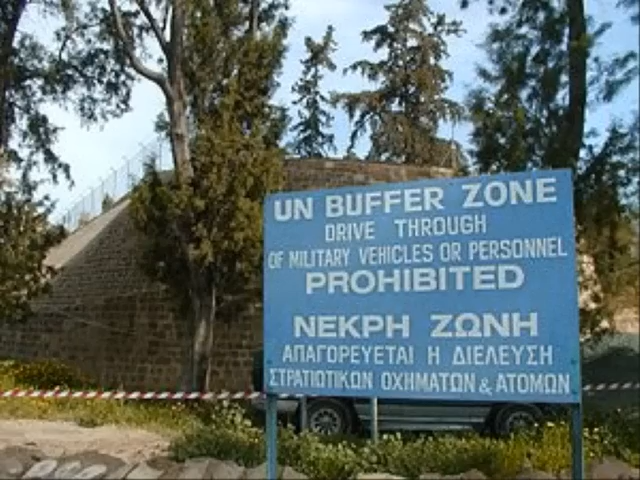 UN BUFFER ZONE
DRIVE THROUGH
OF MILITARY VEHICLES OR PERSONNEL
PROHIBITED
ΝΕΚΡΗ ΖΩΝΗ
ΑΠΑΓΟΡΕΥΕΤΑΙ Η ΔΙΕΛΕΥΣΗ
ΣΤΡΑΤΙΩΤΙΚΩΝ ΟΧΗΜΑΤΩΝ & ΑΤΟΜΩΝ